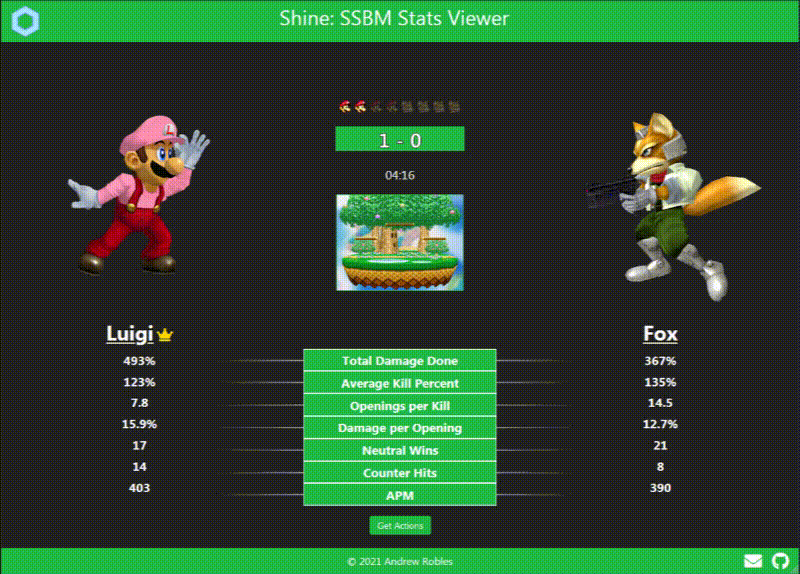 Shine: SSBM Stats Viewer
1 - 0
04:16
Luigi
Fox
493% Total Damage Done 367%
123% Average Kill Percent 135%
7.8 Openings per Kill 14.5
15.9% Damage per Opening 12.7%
17 Neutral Wins 21
14 Counter Hits 8
403 APM 390
Get Actions
© 2021 Andrew Robles